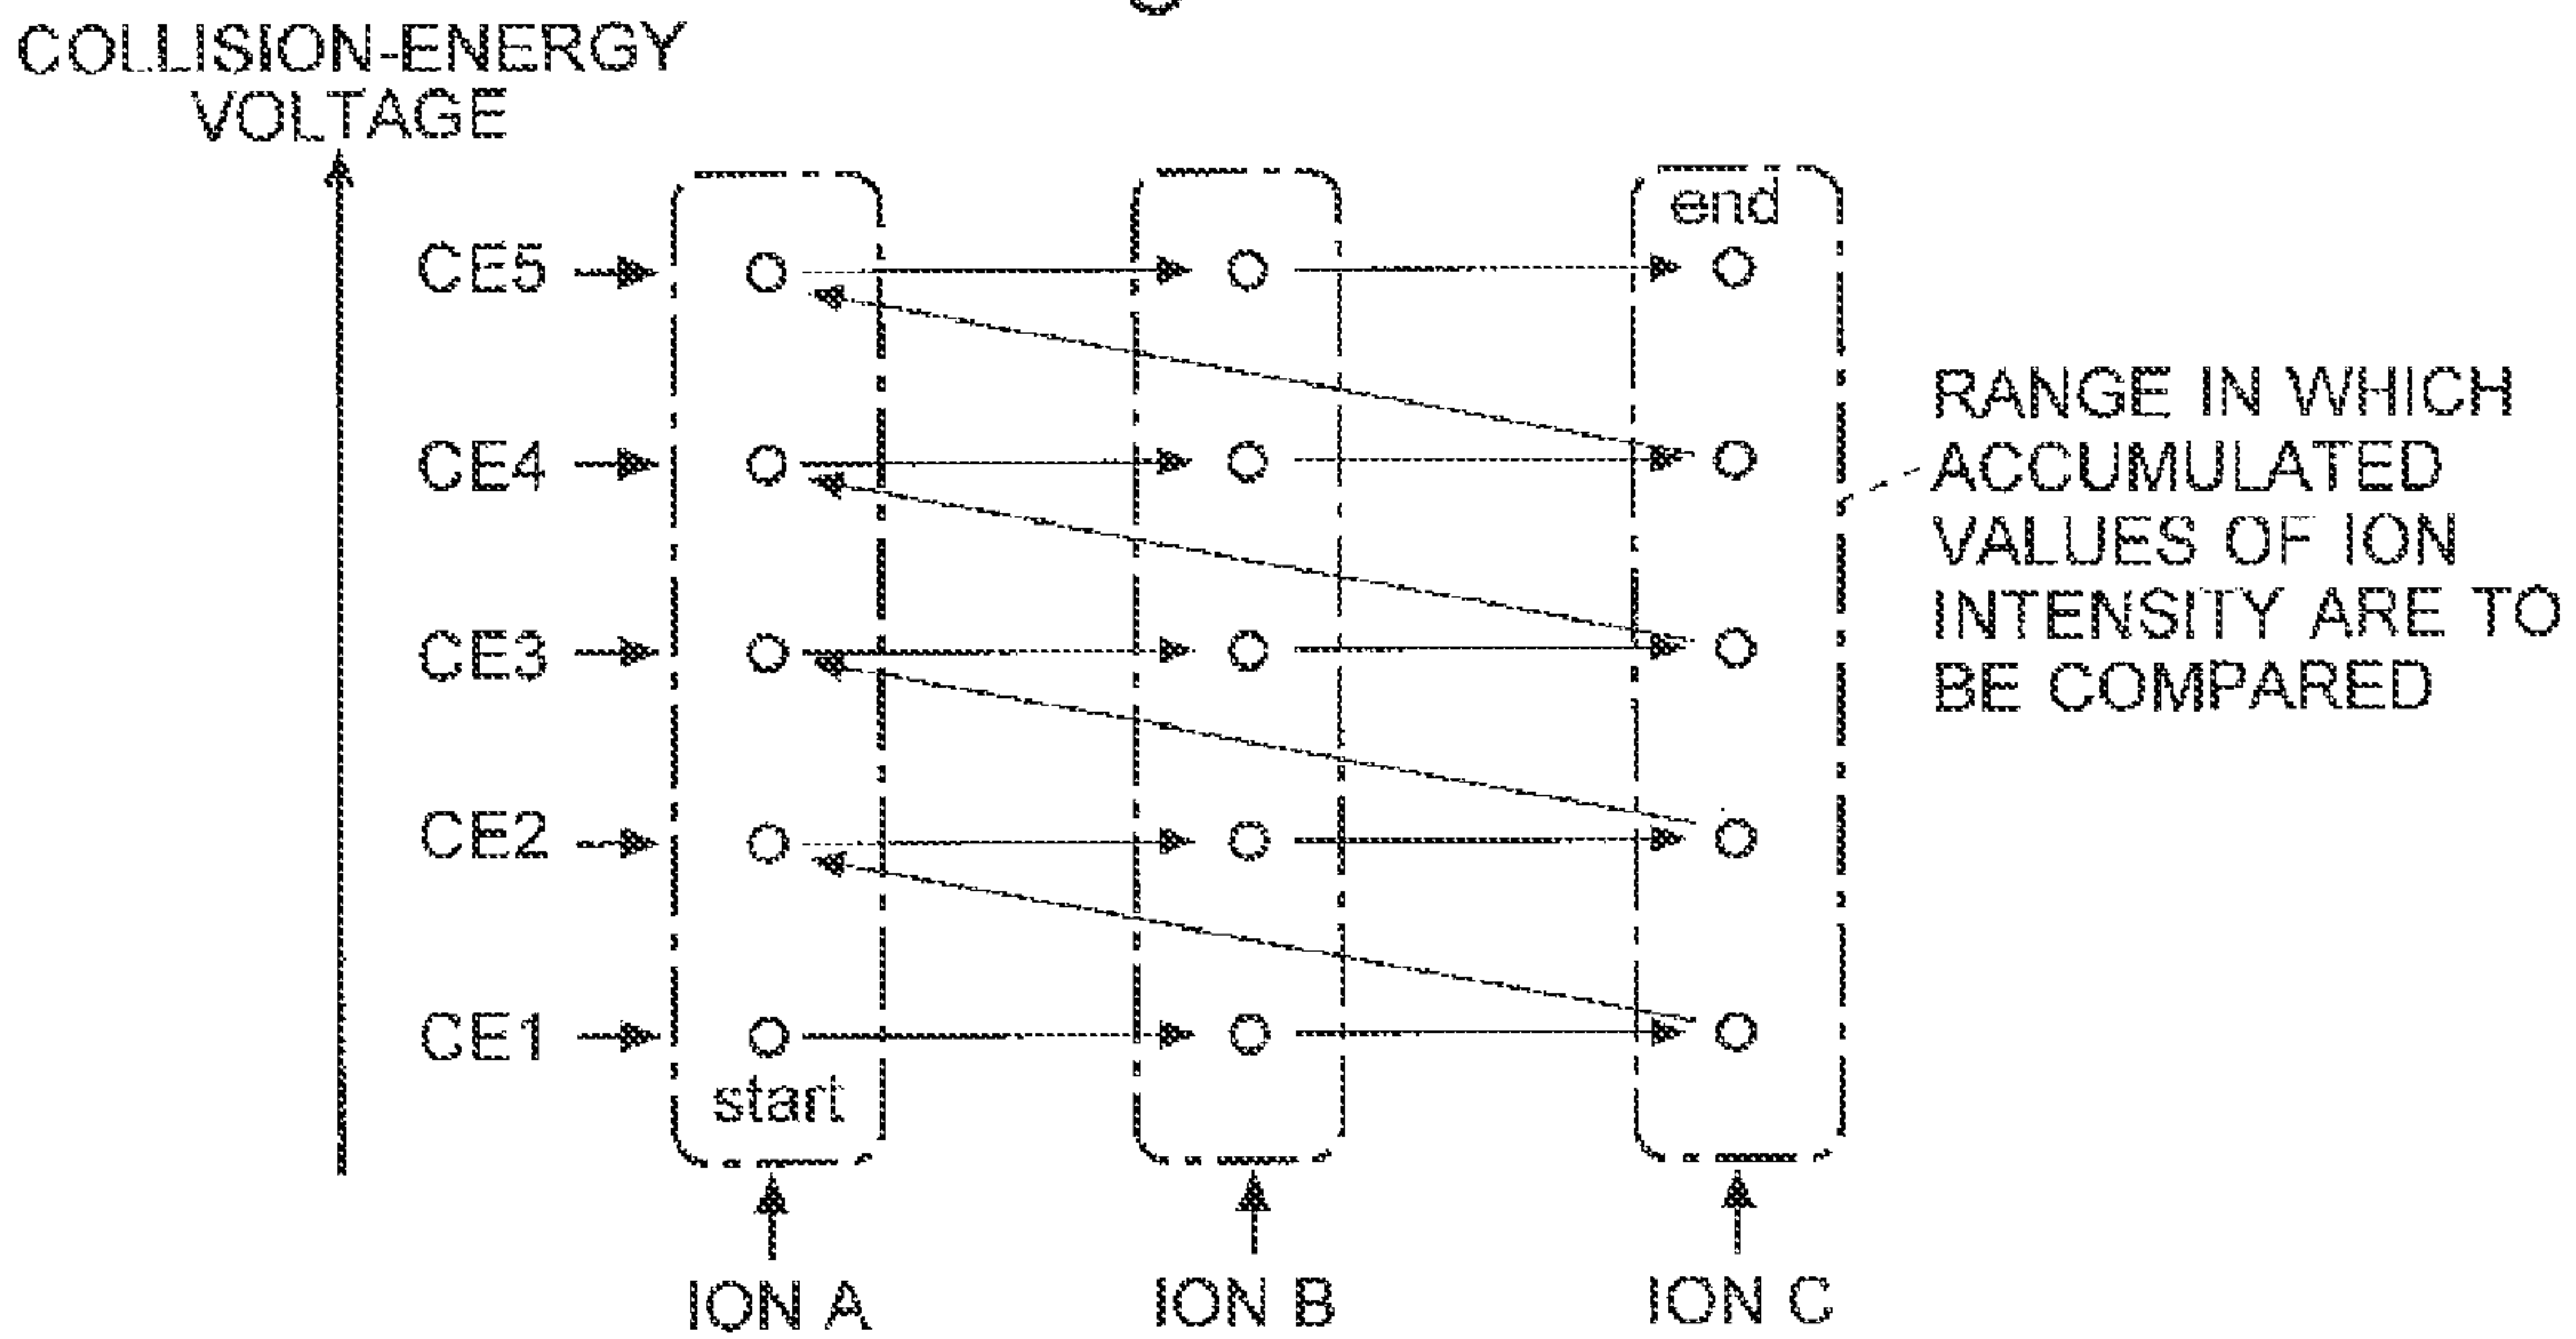 COLLISION-ENERGY
VOLTAGE
end
CE5
CE4
CE3
CE2
CE1
start
RANGE IN WHICH
ACCUMULATED
VALUES OF ION
INTENSITY ARE TO
BE COMPARED
ION A
ION B
ION C